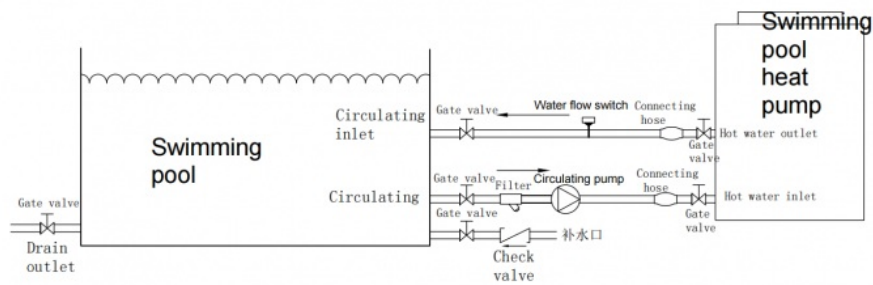 Swimming
pool
heat
pump
Circulating
inlet
Gate valve
Water flow switch
Connecting
hose
Gate
valve
Hot water outlet
Swimming
pool
Circulating
Gate valve
Filter
Circulating pump
Connecting
hose
Gate
valve
Hot water inlet
Gate valve
Drain
outlet
Gate valve
Check
valve
补水口